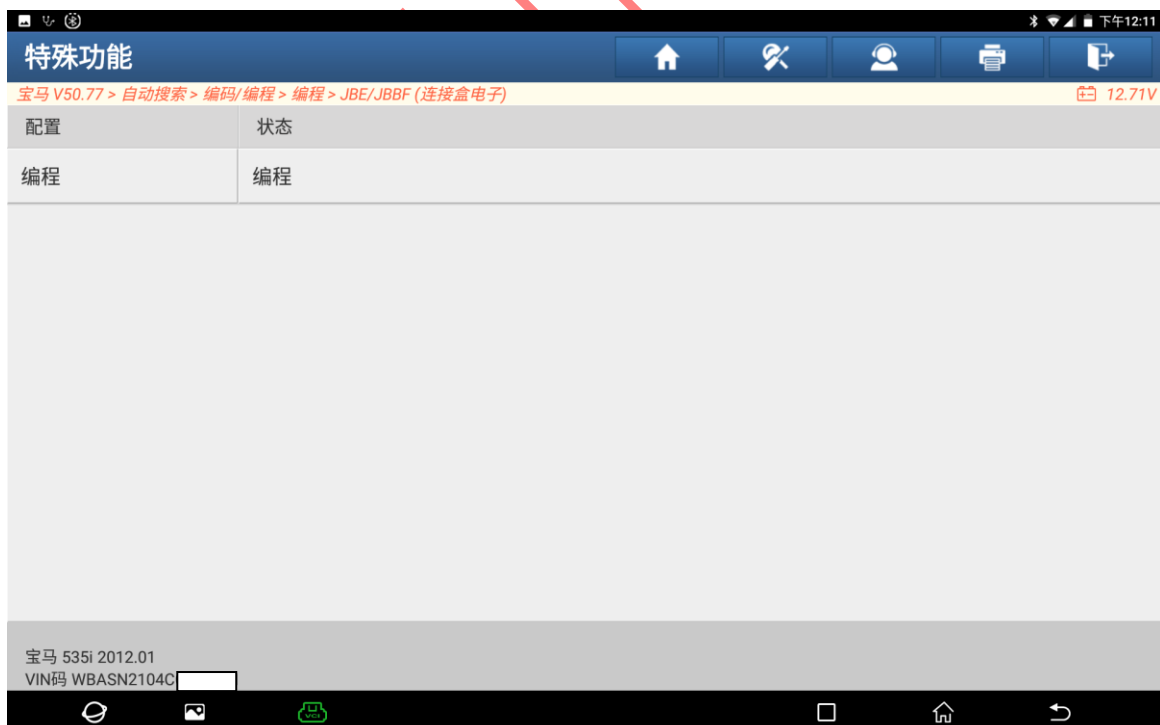 下午12:11
特殊功能
宝马 V50.77 > 自动搜索 > 编码/编程 > 编程 > JBE/JBBF (连接盒电子) 12.71V
配置 状态
编程 编程
宝马 535i 2012.01
VIN码 WBASN2104C
VCI